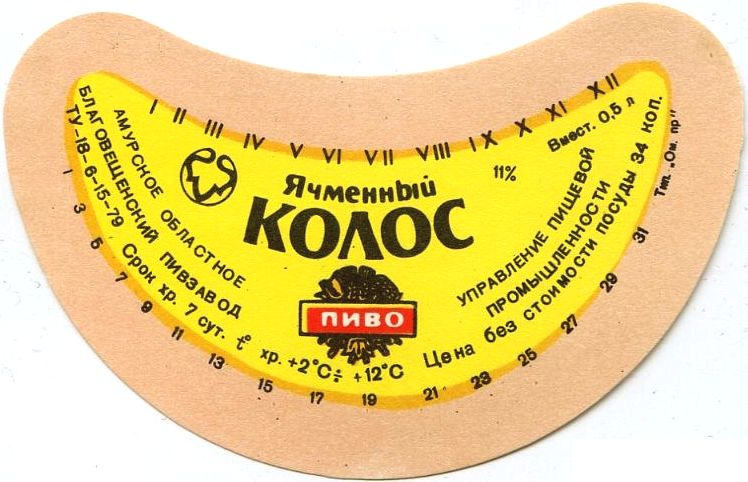 I II III IV V VI VII VIII IX X XI XII
АМУРСКОЕ ОБЛАСТНОЕ
УПРАВЛЕНИЕ ПИЩЕВОЙ
ПРОМЫШЛЕННОСТИ
БЛАГОВЕЩЕНСКИЙ ПИВЗАВОД
ТУ-18-6-15-79
Ячменный
КОЛОС
11%
Вмест. 0,5 л
ПИВО
Срок хр. 7 сут. t° хр. +2°С÷ +12°С
Цена без стоимости посуды 34 коп.
Тип. „Ом. пр"
1 3 5 7 9 11 13 15 17 19 21 23 25 27 29 31